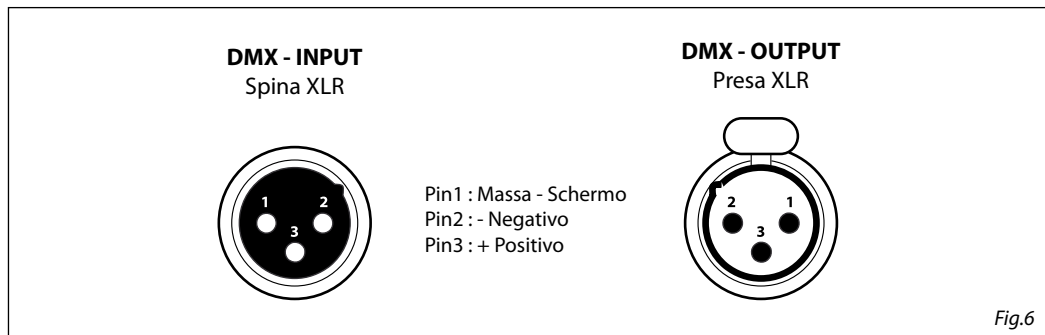 DMX - INPUT
Spina XLR
1
2
3
Pin1 : Massa - Schermo
Pin2 : - Negativo
Pin3 : + Positivo
DMX - OUTPUT
Presa XLR
2
1
3
Fig.6